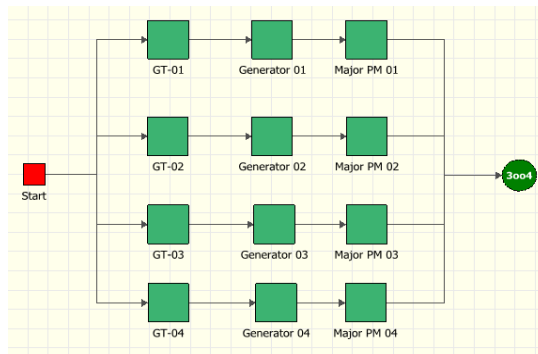 GT-01 Generator 01 Major PM 01
GT-02 Generator 02 Major PM 02
Start
3oo4
GT-03 Generator 03 Major PM 03
GT-04 Generator 04 Major PM 04